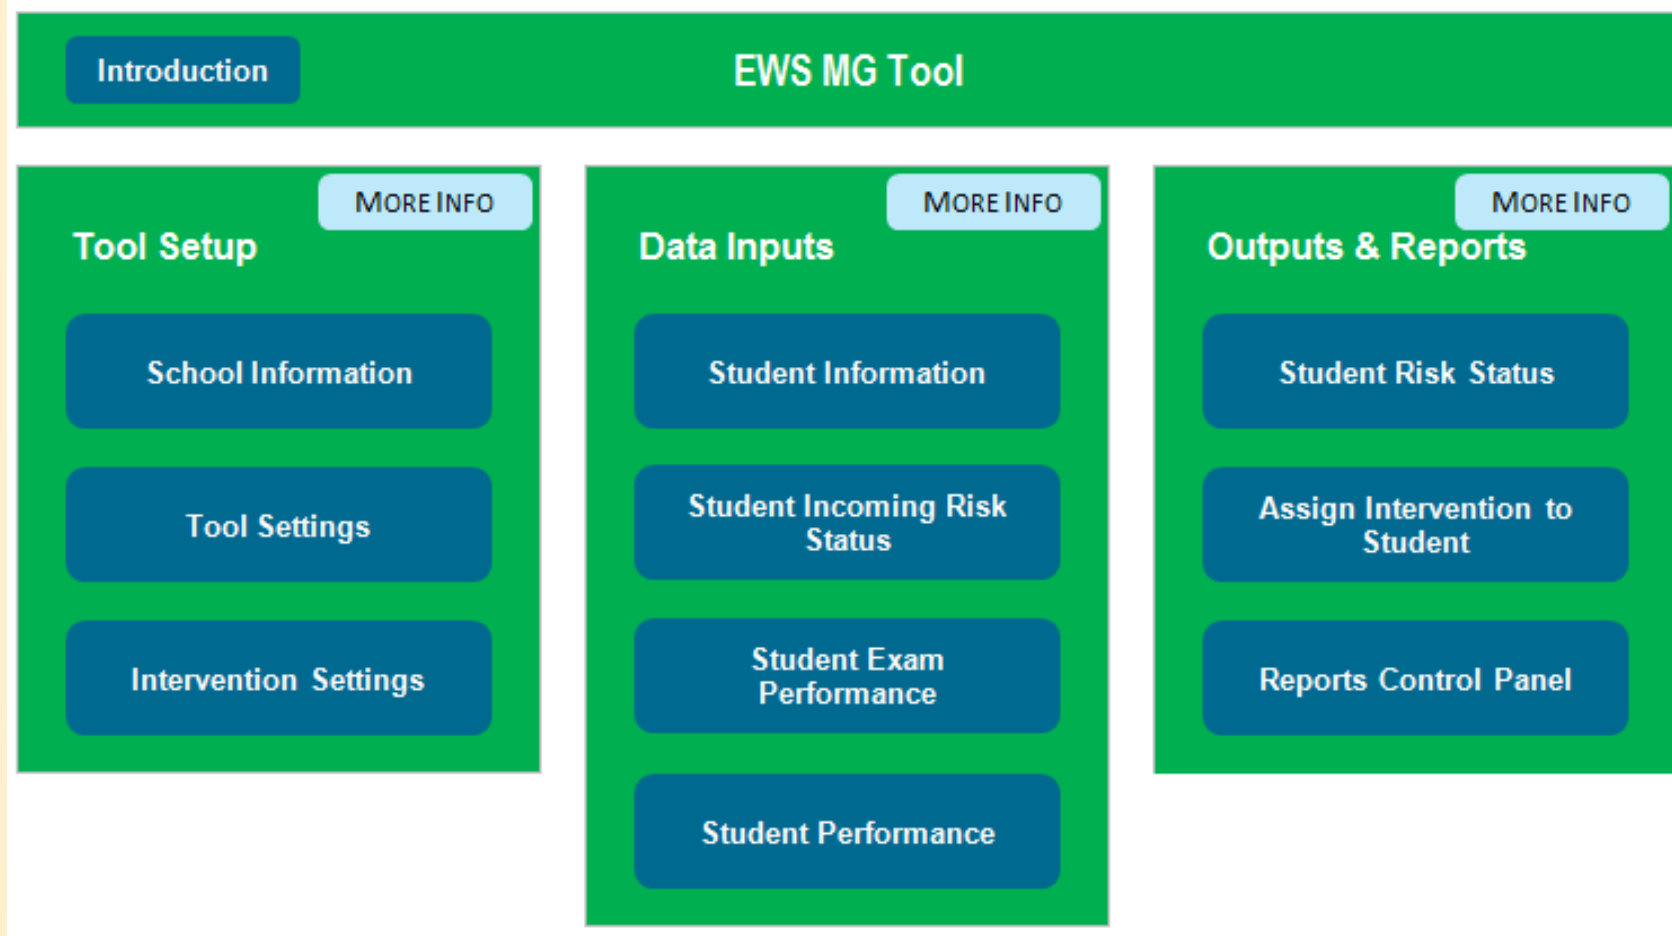 Introduction
EWS MG Tool
MORE INFO
Tool Setup
School Information
Tool Settings
Intervention Settings
MORE INFO
Data Inputs
Student Information
Student Incoming Risk
Status
Student Exam
Performance
Student Performance
MORE INFO
Outputs & Reports
Student Risk Status
Assign Intervention to
Student
Reports Control Panel